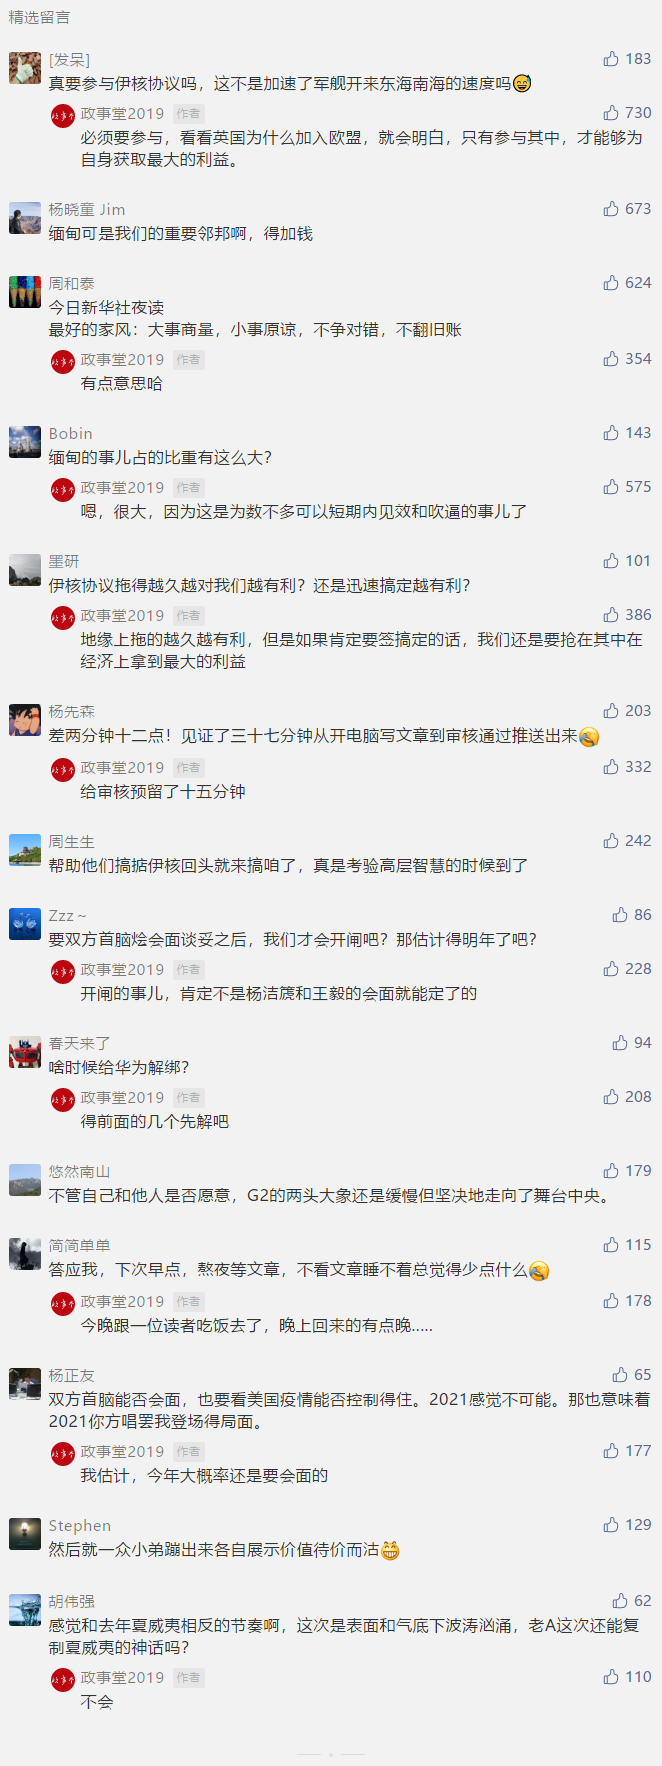 精选留言
[发呆]
183
真要参与伊核协议吗，这不是加速了军舰开来东海南海的速度吗😅
政事堂2019 作者
730
必须要参与，看看英国为什么加入欧盟，就会明白，只有参与其中，才能够为
自身获取最大的利益。
杨晓童 Jim
673
缅甸可是我们的重要邻邦啊，得加钱
周和泰
624
今日新华社夜读
最好的家风：大事商量，小事原谅，不争对错，不翻旧账
政事堂2019 作者
354
有点意思哈
Bobin
143
缅甸的事儿占的比重有这么大？
政事堂2019 作者
575
嗯，很大，因为这是为数不多可以短期内见效和吹逼的事儿了
墨研
101
伊核协议拖得越久越对我们越有利？还是迅速搞定越有利？
政事堂2019 作者
386
地缘上拖的越久越有利，但是如果肯定要签搞定的话，我们还是要抢在其中在
经济上拿到最大的利益
杨先森
203
差两分钟十二点！见证了三十七分钟从开电脑写文章到审核通过推送出来
政事堂2019 作者
332
给审核预留了十五分钟
周生生
242
帮助他们搞掂伊核回头就来搞咱了，真是考验高层智慧的时候到了
Zzz～
86
要双方首脑烩会面谈妥之后，我们才会开闸吧？那估计得明年了吧？
政事堂2019 作者
228
开闸的事儿，肯定不是杨洁篪和王毅的会面就能定了的
春天来了
94
啥时候给华为解绑？
政事堂2019 作者
208
得前面的几个先解吧
悠然南山
179
不管自己和他人是否愿意，G2的两头大象还是缓慢但坚决地走向了舞台中央。
简简单单
115
答应我，下次早点，熬夜等文章，不看文章睡不着总觉得少点什么
政事堂2019 作者
178
今晚跟一位读者吃饭去了，晚上回来的有点晚.....
杨正友
65
双方首脑能否会面，也要看美国疫情能否控制得住。2021感觉不可能。那也意味着
2021你方唱罢我登场得局面。
政事堂2019 作者
177
我估计，今年大概率还是要会面的
Stephen
129
然后就一众小弟蹦出来各自展示价值待价而沽😁
胡伟强
62
感觉和去年夏威夷相反的节奏啊，这次是表面和气底下波涛汹涌，老A这次还能复
制夏威夷的神话吗？
政事堂2019 作者
110
不会